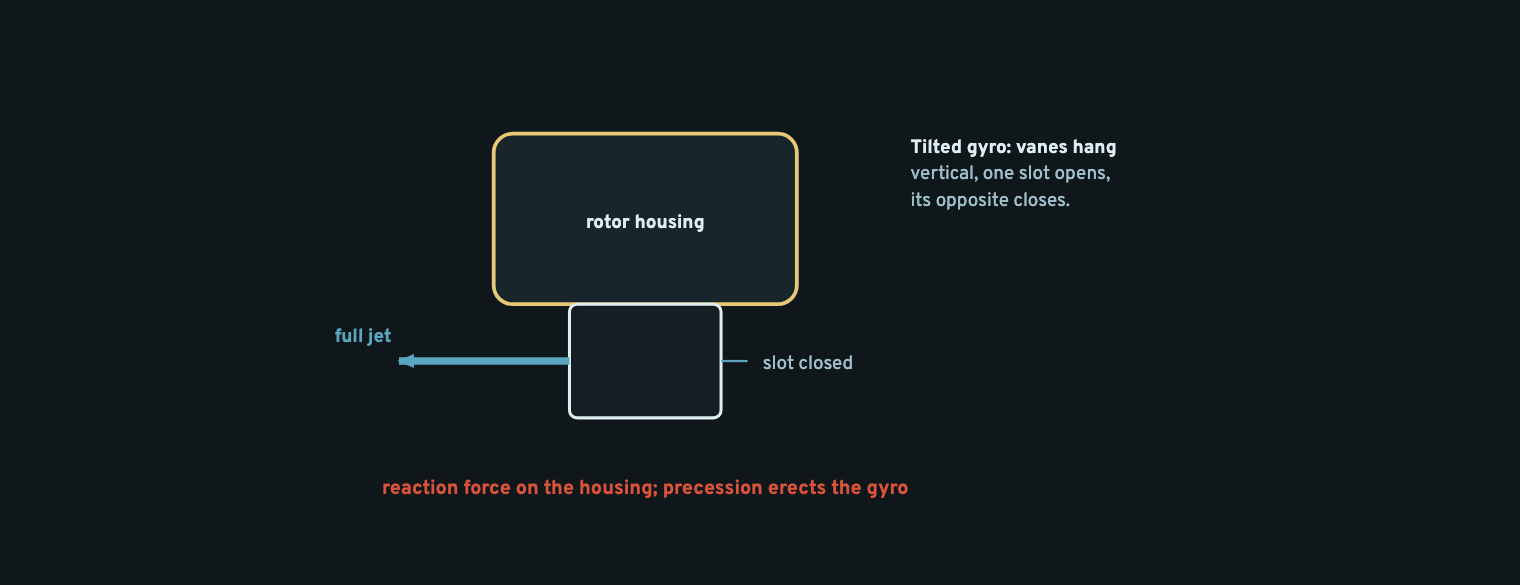 Tilted gyro: vanes hang
vertical, one slot opens,
its opposite closes.
rotor housing
full jet
slot closed
reaction force on the housing; precession erects the gyro